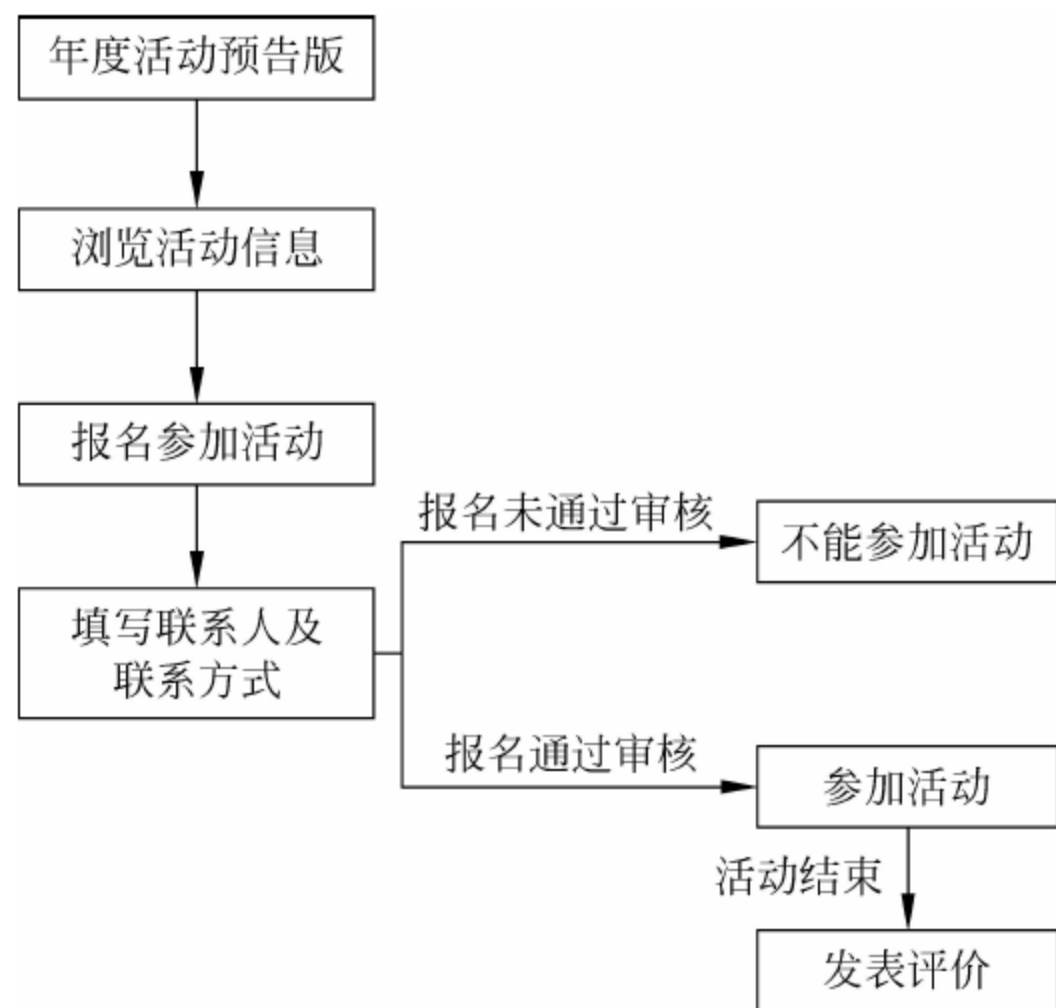 年度活动预告版
浏览活动信息
报名参加活动
填写联系人及
联系方式
报名未通过审核
不能参加活动
报名通过审核
参加活动
活动结束
发表评价